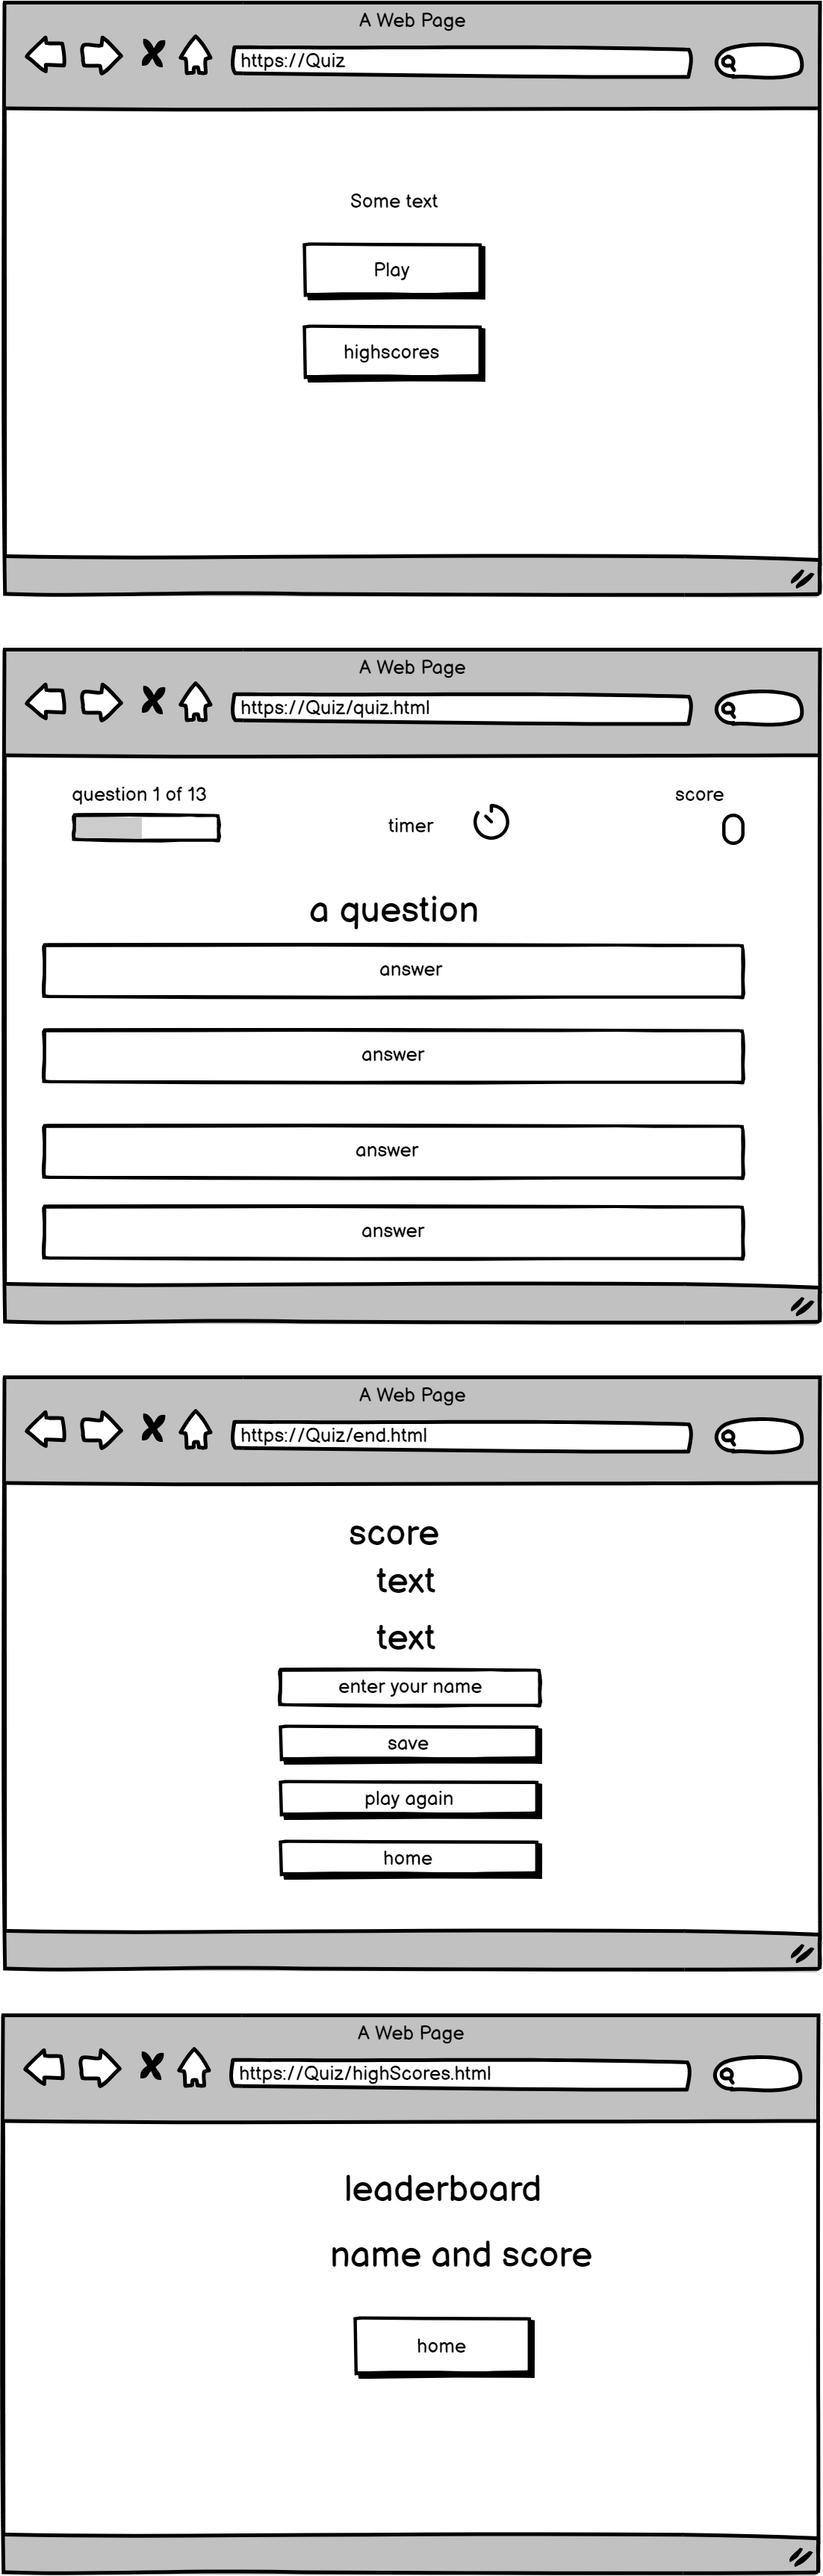 A Web Page
https://Quiz
Some text
Play
highscores
A Web Page
https://Quiz/quiz.html
question 1 of 13
score
timer
0
a question
answer
answer
answer
answer
A Web Page
https://Quiz/end.html
score
text
text
enter your name
save
play again
home
A Web Page
https://Quiz/highScores.html
leaderboard
name and score
home